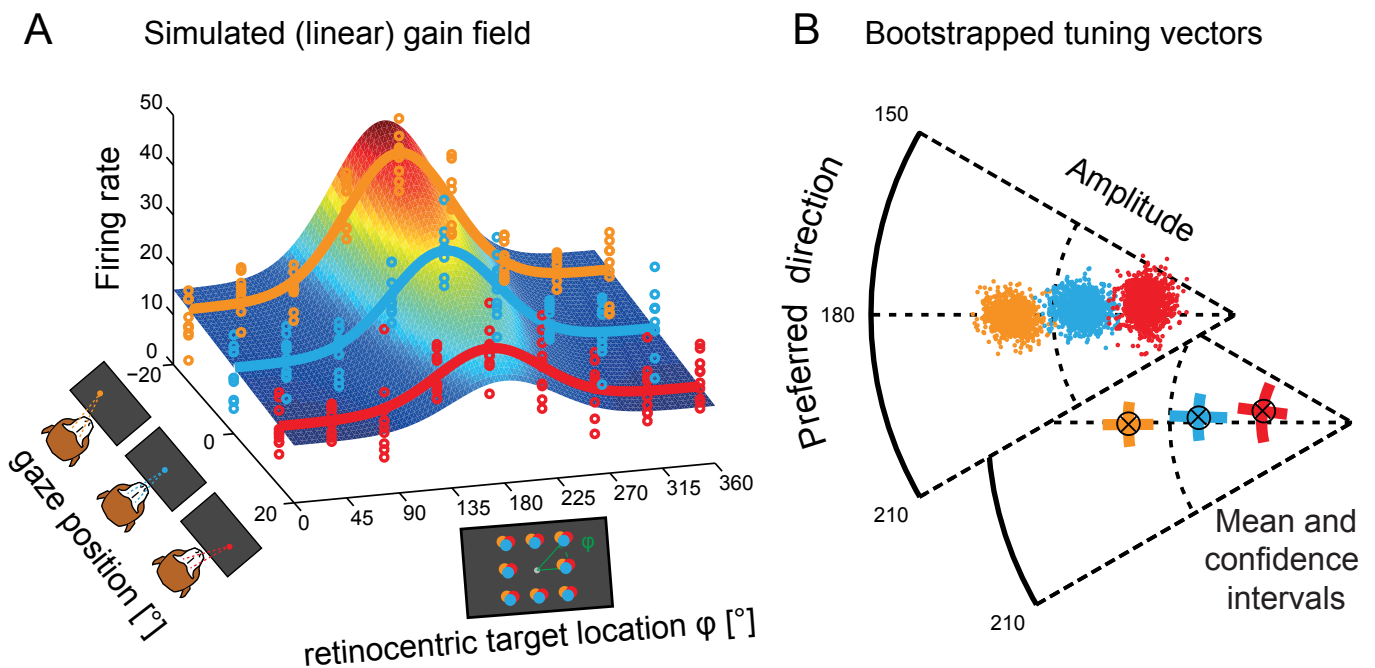 A
Simulated (linear) gain field
50
40
30
20
10
0
Firing rate
−20
0
20
gaze position [°]
0
45
90
135
180
225
270
315
360
φ
retinocentric target location φ [°]
B
Bootstrapped tuning vectors
150
180
210
Preferred direction
Amplitude
210
Mean and
confidence
intervals